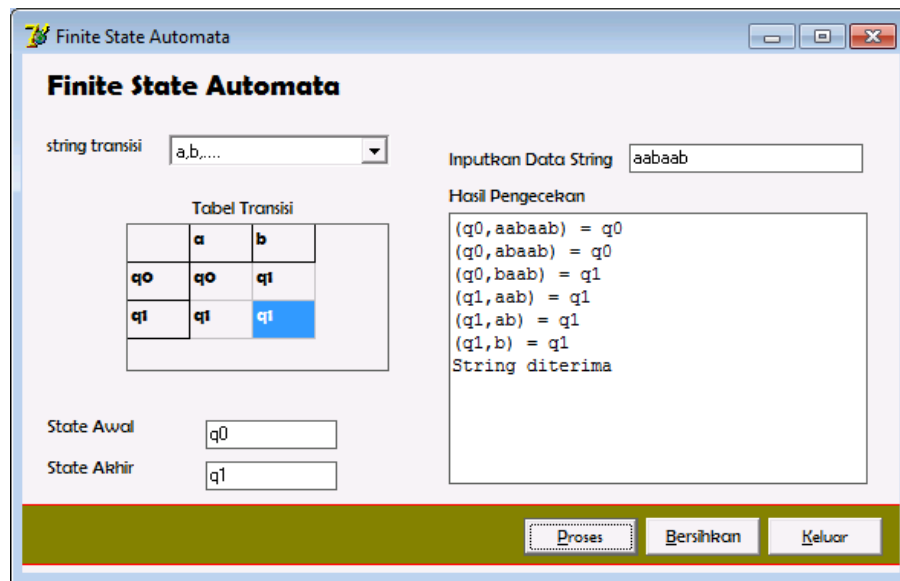 Finite State Automata
Finite State Automata
string transisi
a,b,....
Tabel Transisi
a b
q0 q0 q1
q1 q1 q1
State Awal
q0
State Akhir
q1
Inputkan Data String
aabaab
Hasil Pengecekan
(q0,aabaab) = q0
(q0,abaab) = q0
(q0,baab) = q1
(q1,aab) = q1
(q1,ab) = q1
(q1,b) = q1
String diterima
Proses
Bersihkan
Keluar